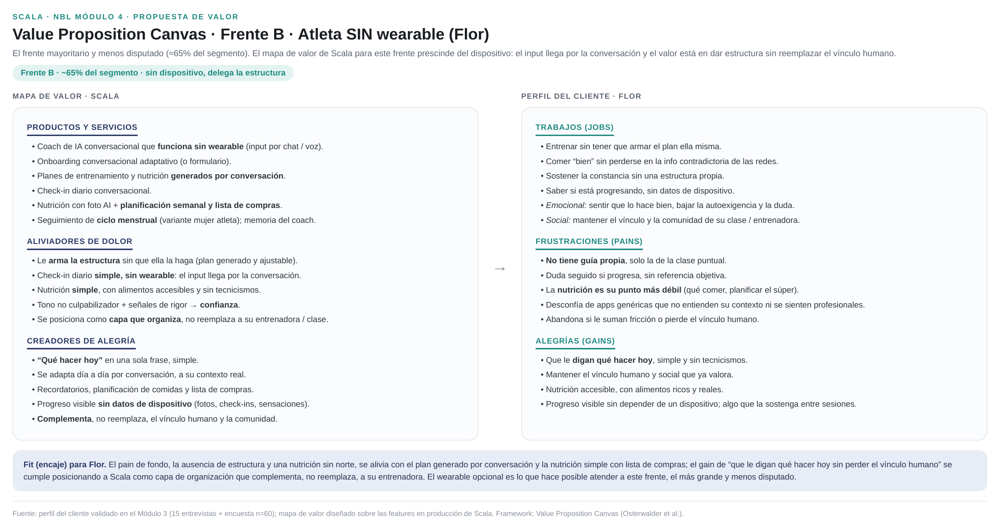 SCALA · NBL MÓDULO 4 · PROPUESTA DE VALOR
Value Proposition Canvas · Frente B · Atleta SIN wearable (Flor)
El frente mayoritario y menos disputado (≈65% del segmento). El mapa de valor de Scala para este frente prescinde del dispositivo: el input llega por la conversación y el valor está en dar estructura sin reemplazar el vínculo humano.
Frente B · ~65% del segmento · sin dispositivo, delega la estructura
MAPA DE VALOR · SCALA
PRODUCTOS Y SERVICIOS
• Coach de IA conversacional que funciona sin wearable (input por chat / voz).
• Onboarding conversacional adaptativo (o formulario).
• Planes de entrenamiento y nutrición generados por conversación.
• Check-in diario conversacional.
• Nutrición con foto AI + planificación semanal y lista de compras.
• Seguimiento de ciclo menstrual (variante mujer atleta); memoria del coach.
ALIVIADORES DE DOLOR
• Le arma la estructura sin que ella la haga (plan generado y ajustable).
• Check-in diario simple, sin wearable: el input llega por la conversación.
• Nutrición simple, con alimentos accesibles y sin tecnicismos.
• Tono no culpabilizador + señales de rigor → confianza.
• Se posiciona como capa que organiza, no reemplaza a su entrenadora / clase.
CREADORES DE ALEGRÍA
• “Qué hacer hoy” en una sola frase, simple.
• Se adapta día a día por conversación, a su contexto real.
• Recordatorios, planificación de comidas y lista de compras.
• Progreso visible sin datos de dispositivo (fotos, check-ins, sensaciones).
• Complementa, no reemplaza, el vínculo humano y la comunidad.
→
PERFIL DEL CLIENTE · FLOR
TRABAJOS (JOBS)
• Entrenar sin tener que armar el plan ella misma.
• Comer “bien” sin perderse en la info contradictoria de las redes.
• Sostener la constancia sin una estructura propia.
• Saber si está progresando, sin datos de dispositivo.
• Emocional: sentir que lo hace bien, bajar la autoexigencia y la duda.
• Social: mantener el vínculo y la comunidad de su clase / entrenadora.
FRUSTRACIONES (PAINS)
• No tiene guía propia, solo la de la clase puntual.
• Duda seguido si progresa, sin referencia objetiva.
• La nutrición es su punto más débil (qué comer, planificar el súper).
• Desconfía de apps genéricas que no entienden su contexto ni se sienten profesionales.
• Abandona si le suman fricción o pierde el vínculo humano.
ALEGRÍAS (GAINS)
• Que le digan qué hacer hoy, simple y sin tecnicismos.
• Mantener el vínculo humano y social que ya valora.
• Nutrición accesible, con alimentos ricos y reales.
• Progreso visible sin depender de un dispositivo; algo que la sostenga entre sesiones.
Fit (encaje) para Flor. El pain de fondo, la ausencia de estructura y una nutrición sin norte, se alivia con el plan generado por conversación y la nutrición simple con lista de compras; el gain de “que le digan qué hacer hoy sin perder el vínculo humano” se
cumple posicionando a Scala como capa de organización que complementa, no reemplaza, a su entrenadora. El wearable opcional es lo que hace posible atender a este frente, el más grande y menos disputado.
Fuente: perfil del cliente validado en el Módulo 3 (15 entrevistas + encuesta n=60); mapa de valor diseñado sobre las features en producción de Scala. Framework: Value Proposition Canvas (Osterwalder et al.).